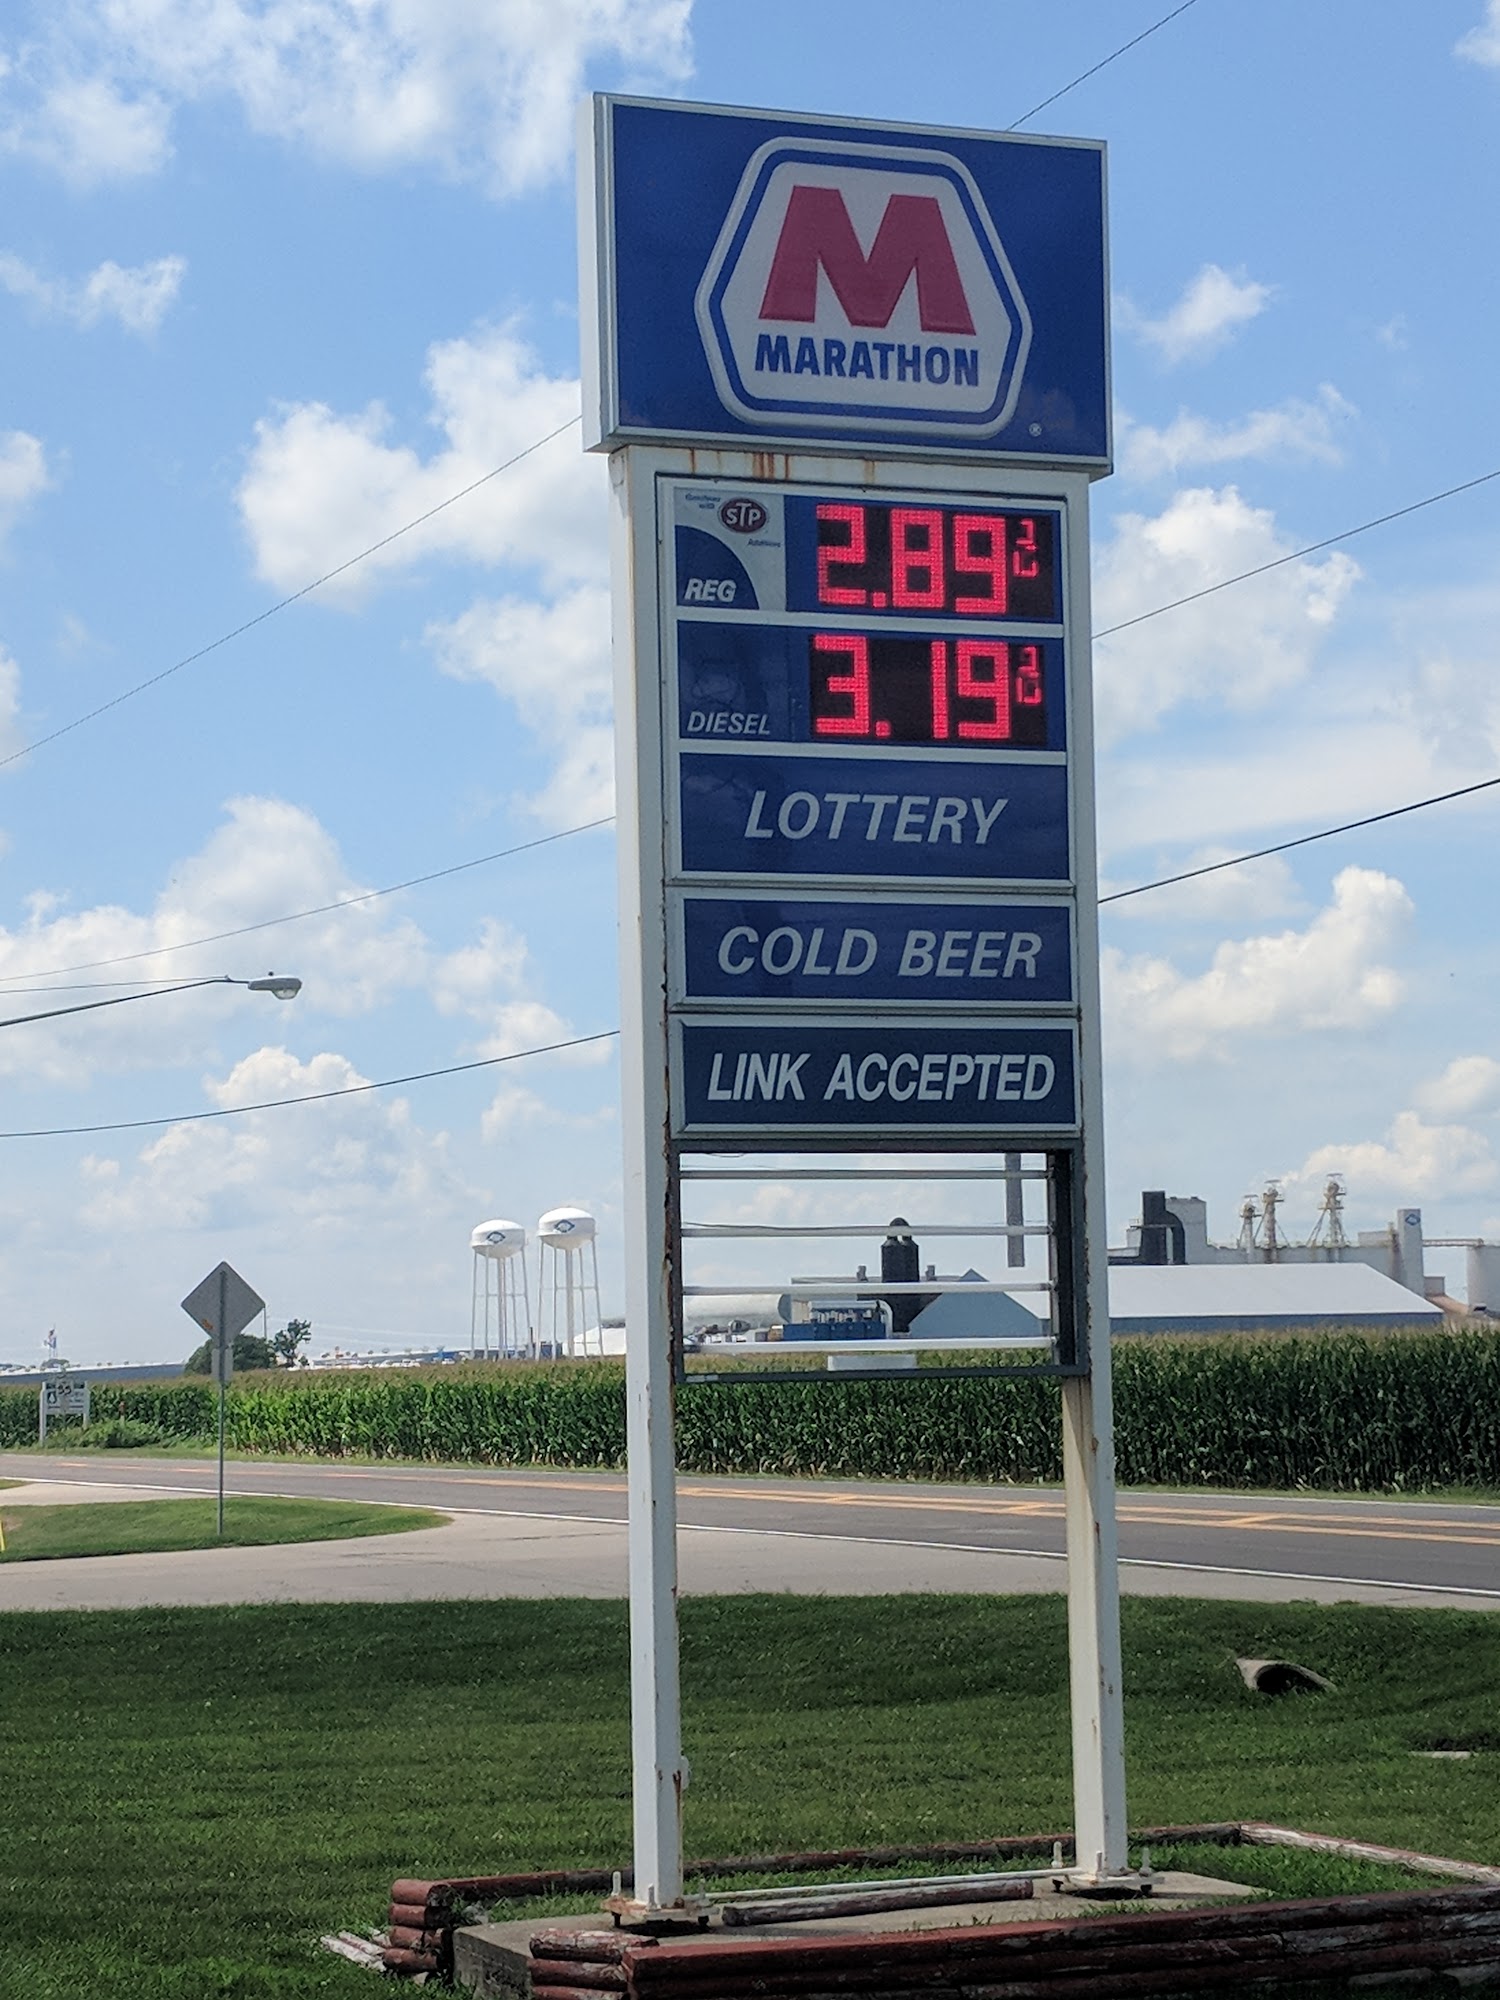 M
MARATHON
®
STP
REG
2.89
DIESEL
3.19
LOTTERY
COLD BEER
LINK ACCEPTED